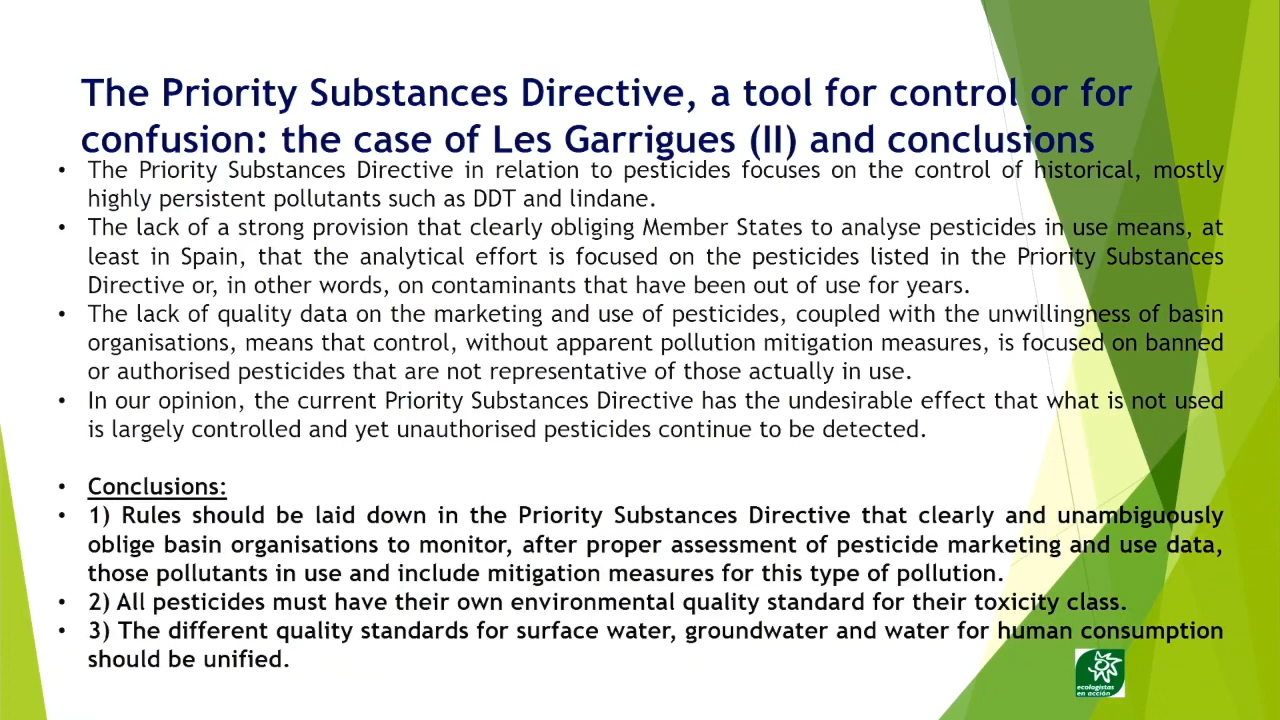 The Priority Substances Directive, a tool for control or for
confusion: the case of Les Garrigues (II) and conclusions
• The Priority Substances Directive in relation to pesticides focuses on the control of historical, mostly
highly persistent pollutants such as DDT and lindane.
• The lack of a strong provision that clearly obliging Member States to analyse pesticides in use means, at
least in Spain, that the analytical effort is focused on the pesticides listed in the Priority Substances
Directive or, in other words, on contaminants that have been out of use for years.
• The lack of quality data on the marketing and use of pesticides, coupled with the unwillingness of basin
organisations, means that control, without apparent pollution mitigation measures, is focused on banned
or authorised pesticides that are not representative of those actually in use.
• In our opinion, the current Priority Substances Directive has the undesirable effect that what is not used
is largely controlled and yet unauthorised pesticides continue to be detected.
• Conclusions:
• 1) Rules should be laid down in the Priority Substances Directive that clearly and unambiguously
oblige basin organisations to monitor, after proper assessment of pesticide marketing and use data,
those pollutants in use and include mitigation measures for this type of pollution.
• 2) All pesticides must have their own environmental quality standard for their toxicity class.
• 3) The different quality standards for surface water, groundwater and water for human consumption
should be unified.
ecologistas
en acción